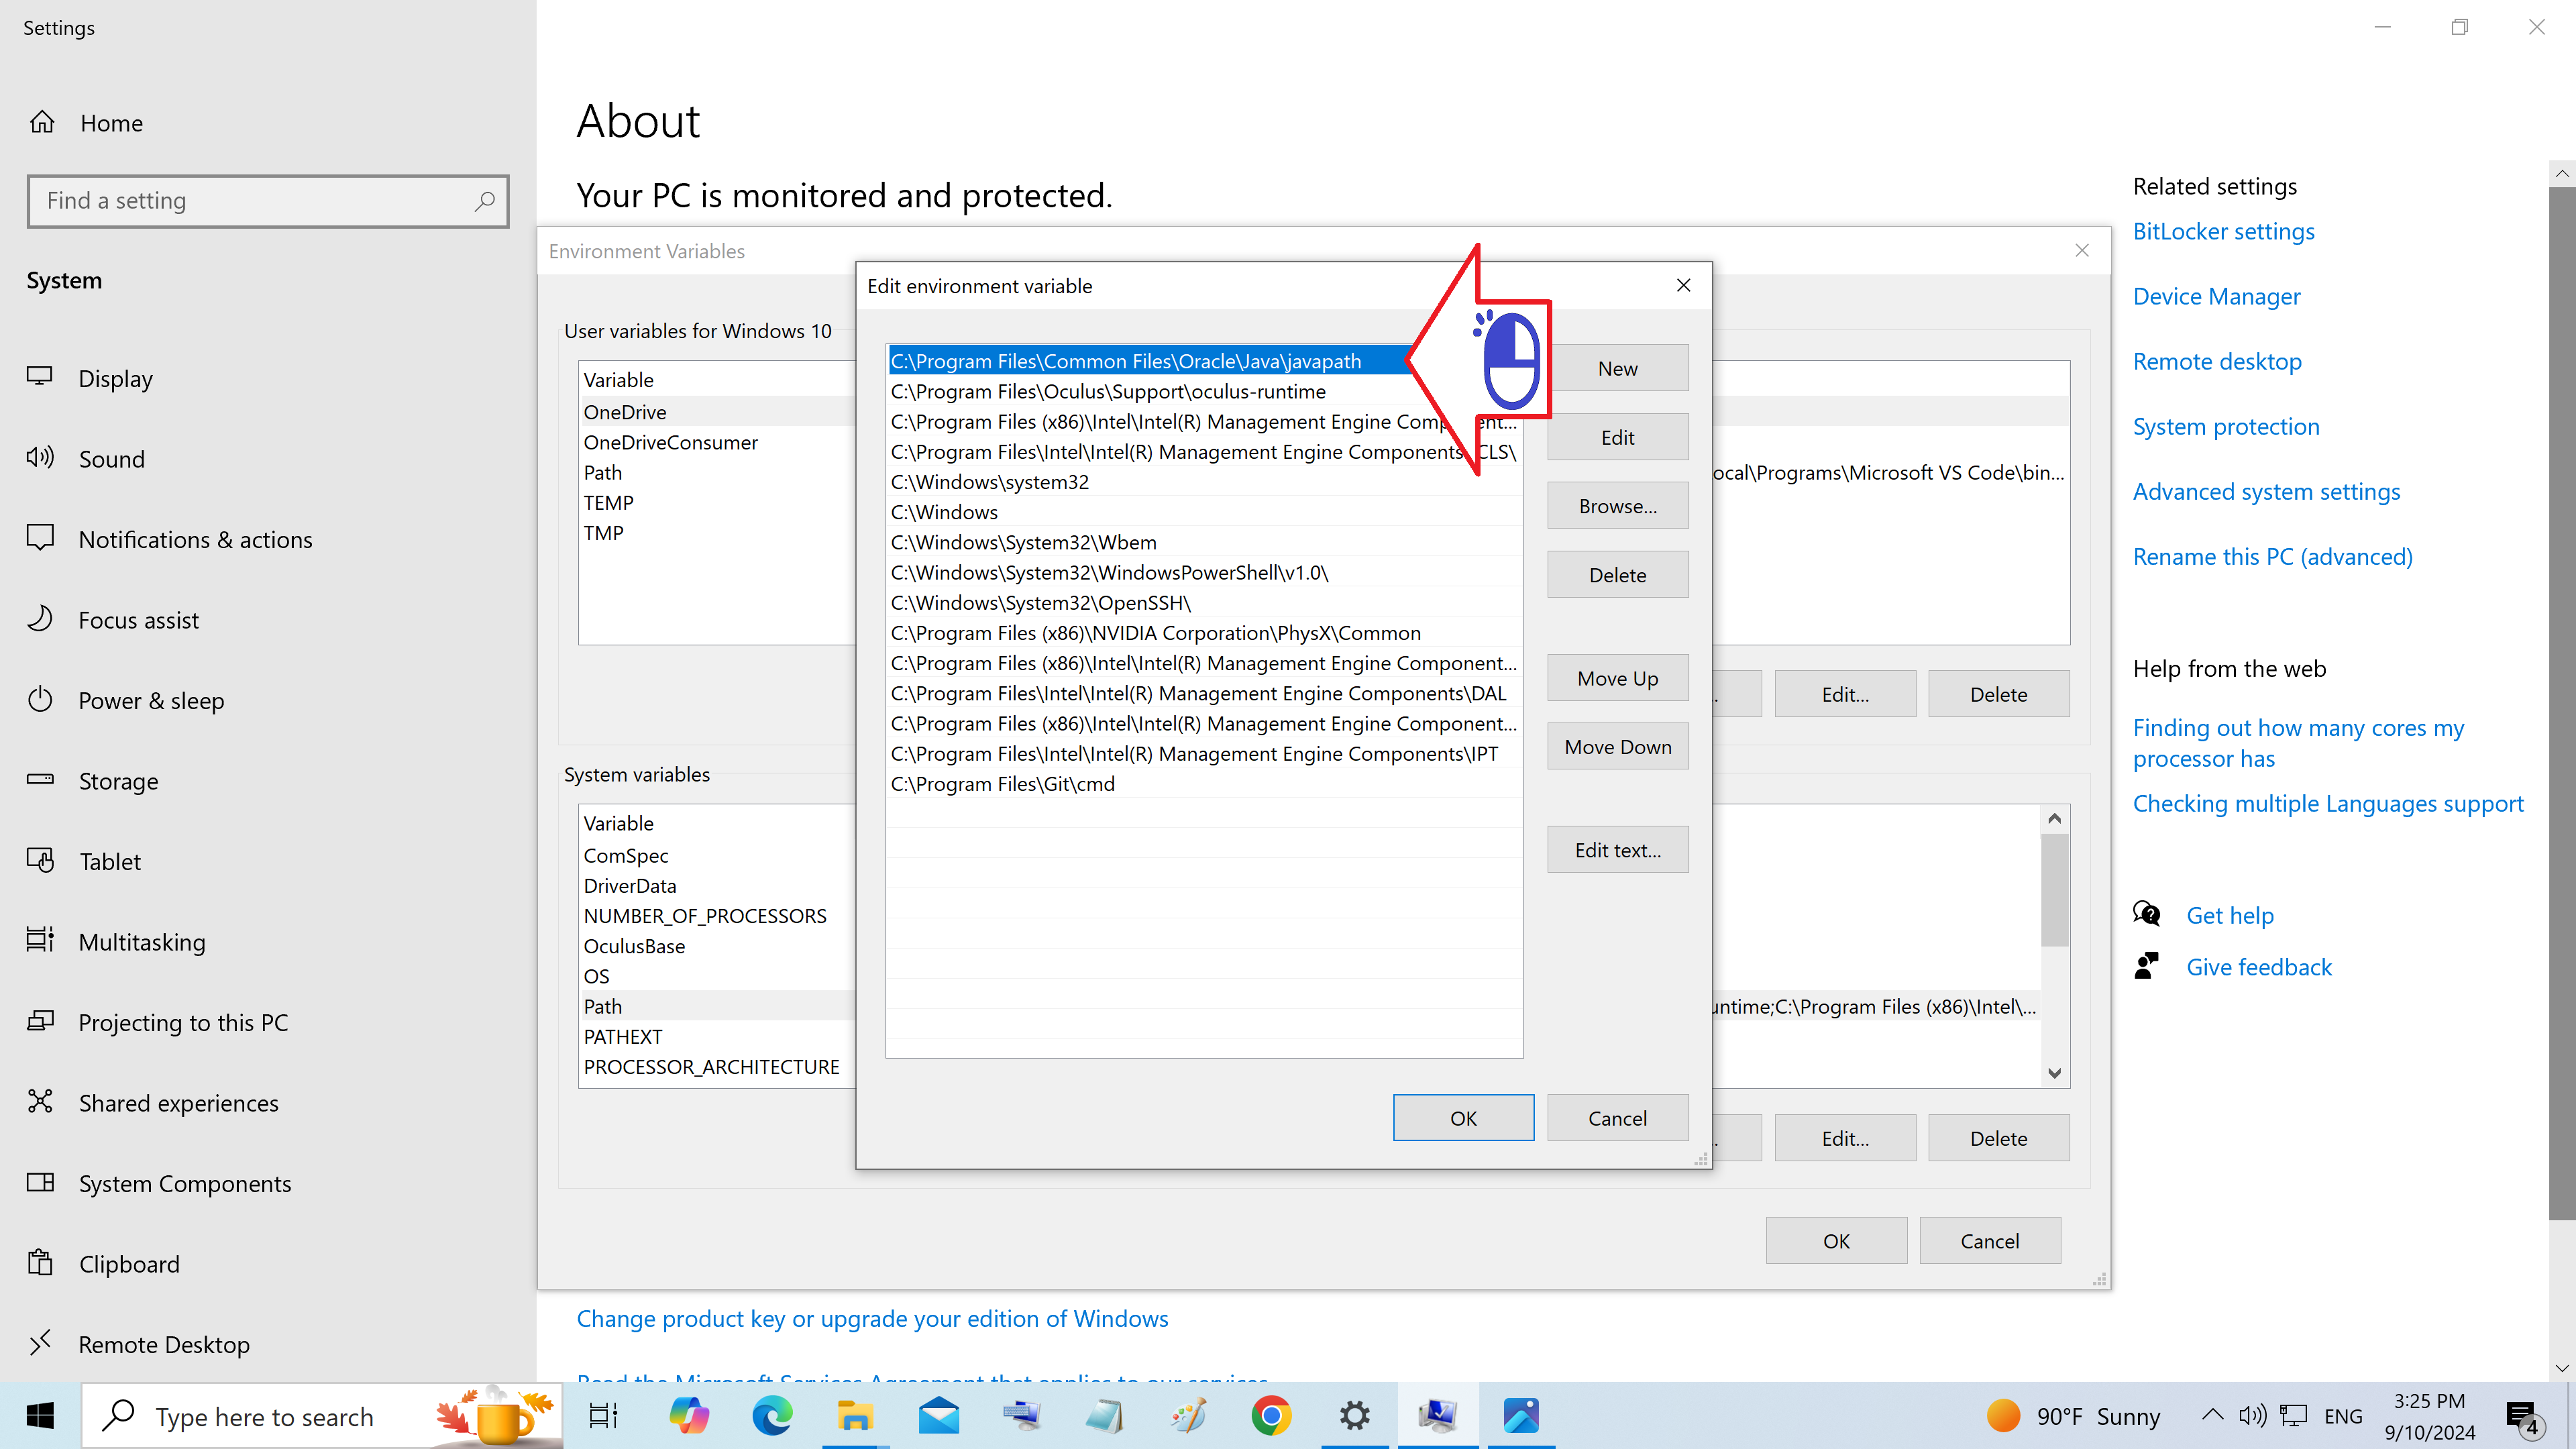 Settings
Home
Find a setting
System
Display
Sound
Notifications & actions
Focus assist
Power & sleep
Storage
Tablet
Multitasking
Projecting to this PC
Shared experiences
System Components
Clipboard
Remote Desktop
About
Your PC is monitored and protected.
Environment Variables
User variables for Windows 10
Variable
OneDrive
OneDriveConsumer
Path
TEMP
TMP
ocal\Programs\Microsoft VS Code\bin...
Edit...
Delete
System variables
Variable
ComSpec
DriverData
NUMBER_OF_PROCESSORS
OculusBase
OS
Path
PATHEXT
PROCESSOR_ARCHITECTURE
untime;C:\Program Files (x86)\Intel\...
Edit...
Delete
OK
Cancel
Edit environment variable
C:\Program Files\Common Files\Oracle\Java\javapath
C:\Program Files\Oculus\Support\oculus-runtime
C:\Program Files (x86)\Intel\Intel(R) Management Engine Comp ent...
C:\Program Files\Intel\Intel(R) Management Engine Components CLS\
C:\Windows\system32
C:\Windows
C:\Windows\System32\Wbem
C:\Windows\System32\WindowsPowerShell\v1.0\
C:\Windows\System32\OpenSSH\
C:\Program Files (x86)\NVIDIA Corporation\PhysX\Common
C:\Program Files (x86)\Intel\Intel(R) Management Engine Component...
C:\Program Files\Intel\Intel(R) Management Engine Components\DAL
C:\Program Files (x86)\Intel\Intel(R) Management Engine Component...
C:\Program Files\Intel\Intel(R) Management Engine Components\IPT
C:\Program Files\Git\cmd
New
Edit
Browse...
Delete
Move Up
Move Down
Edit text...
OK
Cancel
Change product key or upgrade your edition of Windows
Read the Microsoft Services Agreement that applies to our services
Related settings
BitLocker settings
Device Manager
Remote desktop
System protection
Advanced system settings
Rename this PC (advanced)
Help from the web
Finding out how many cores my
processor has
Checking multiple Languages support
Get help
Give feedback
Type here to search
90°F Sunny
ENG
3:25 PM
9/10/2024
4